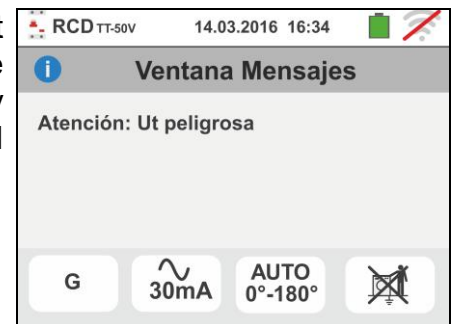 RCD TT-50V 14.03.2016 16:34
Ventana Mensajes
Atención: Ut peligrosa
G
30mA
AUTO
0°-180°